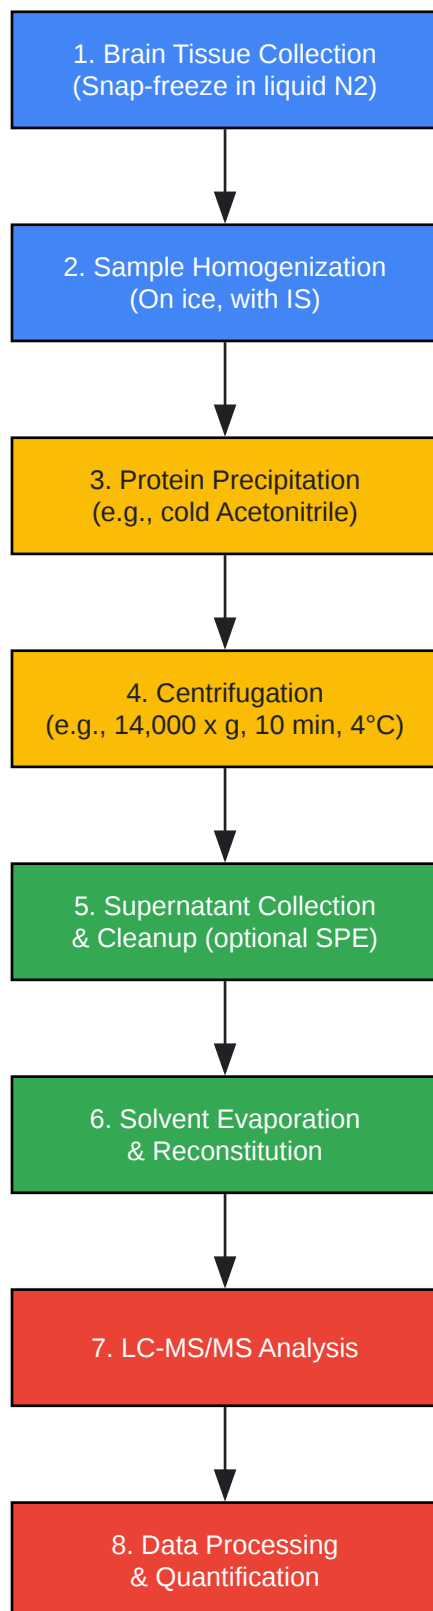 1. Brain Tissue Collection
(Snap-freeze in liquid N2)
2. Sample Homogenization
(On ice, with IS)
3. Protein Precipitation
(e.g., cold Acetonitrile)
4. Centrifugation
(e.g., 14,000 x g, 10 min, 4°C)
5. Supernatant Collection
& Cleanup (optional SPE)
6. Solvent Evaporation
& Reconstitution
7. LC-MS/MS Analysis
8. Data Processing
& Quantification